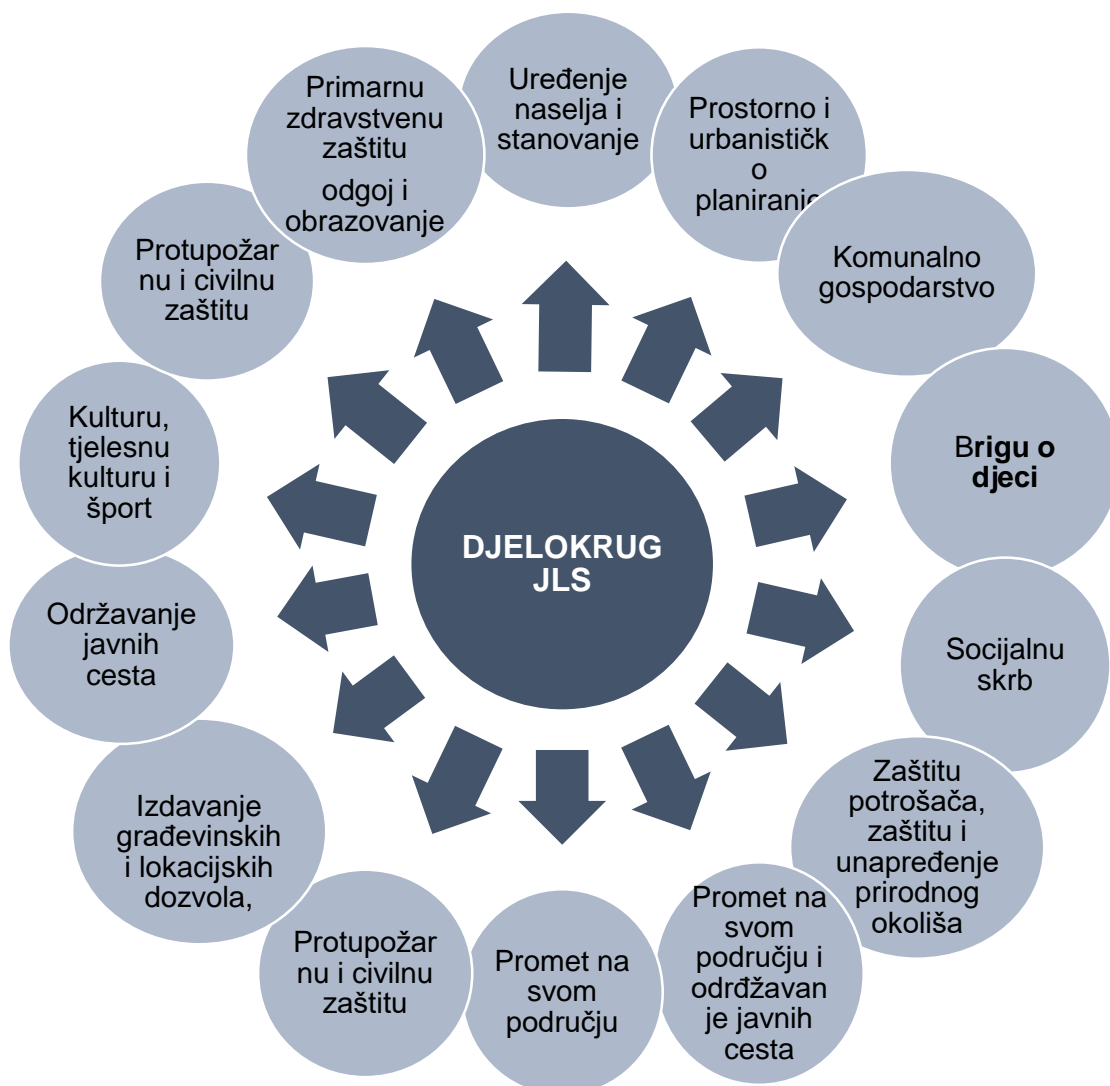 Uređenje
naselja i
stanovanje
Prostorno i
urbanističk
o
planiranje
Komunalno
gospodarstvo
Brigu o
djeci
Socijalnu
skrb
Zaštitu
potrošača,
zaštitu i
unapređenje
prirodnog
okoliša
Promet na
svom
području i
odrđžavan
je javnih
cesta
Promet na
svom
području
Protupožar
nu i civilnu
zaštitu
Izdavanje
građevinskih
i lokacijskih
dozvola,
Održavanje
javnih
cesta
Kulturu,
tjelesnu
kulturu i
šport
Protupožar
nu i civilnu
zaštitu
Primarnu
zdravstvenu
zaštitu
odgoj i
obrazovanje
DJELOKRUG
JLS